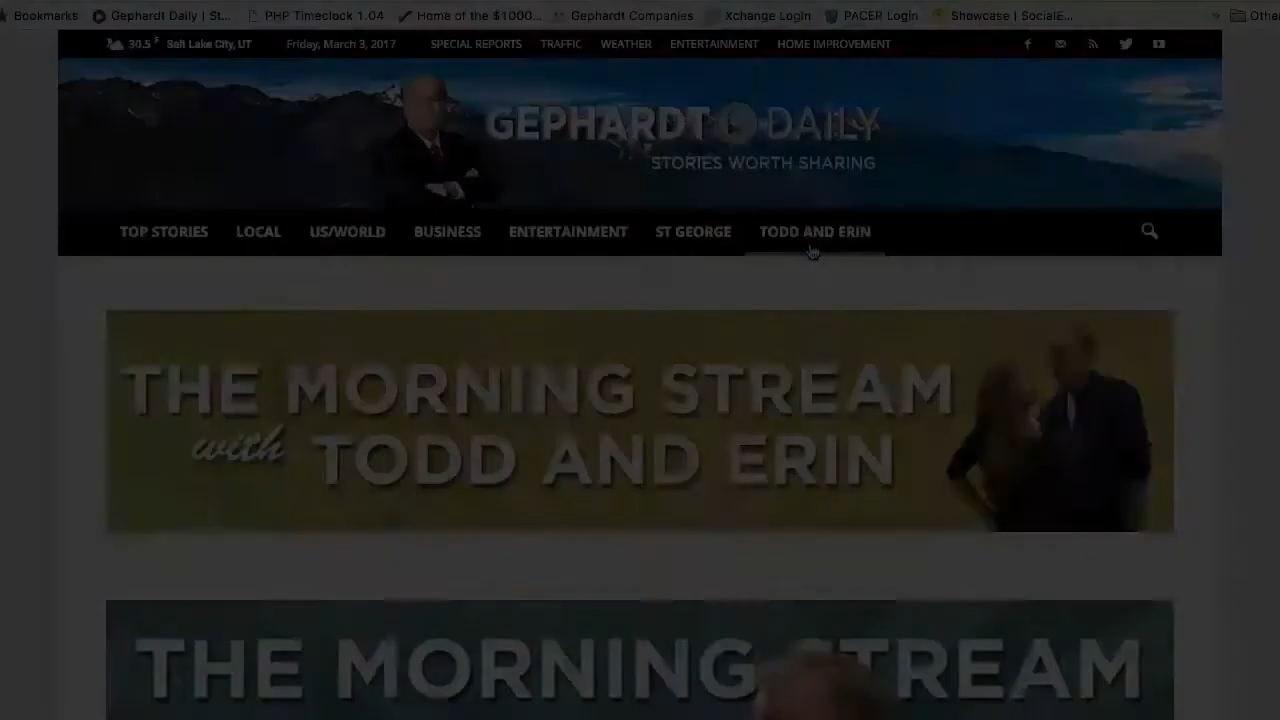 Bookmarks Gephardt Daily | St... PHP Timeclock 1.04 Home of the $1000... Gephardt Companies Xchange Login PACER Login Showcase | SocialE... Othe
30.5 F Salt Lake City, UT Friday, March 3, 2017 SPECIAL REPORTS TRAFFIC WEATHER ENTERTAINMENT HOME IMPROVEMENT
GEPHARDT DAILY
STORIES WORTH SHARING
TOP STORIES LOCAL US/WORLD BUSINESS ENTERTAINMENT ST GEORGE TODD AND ERIN
THE MORNING STREAM
with TODD AND ERIN
THE MORNING STREAM